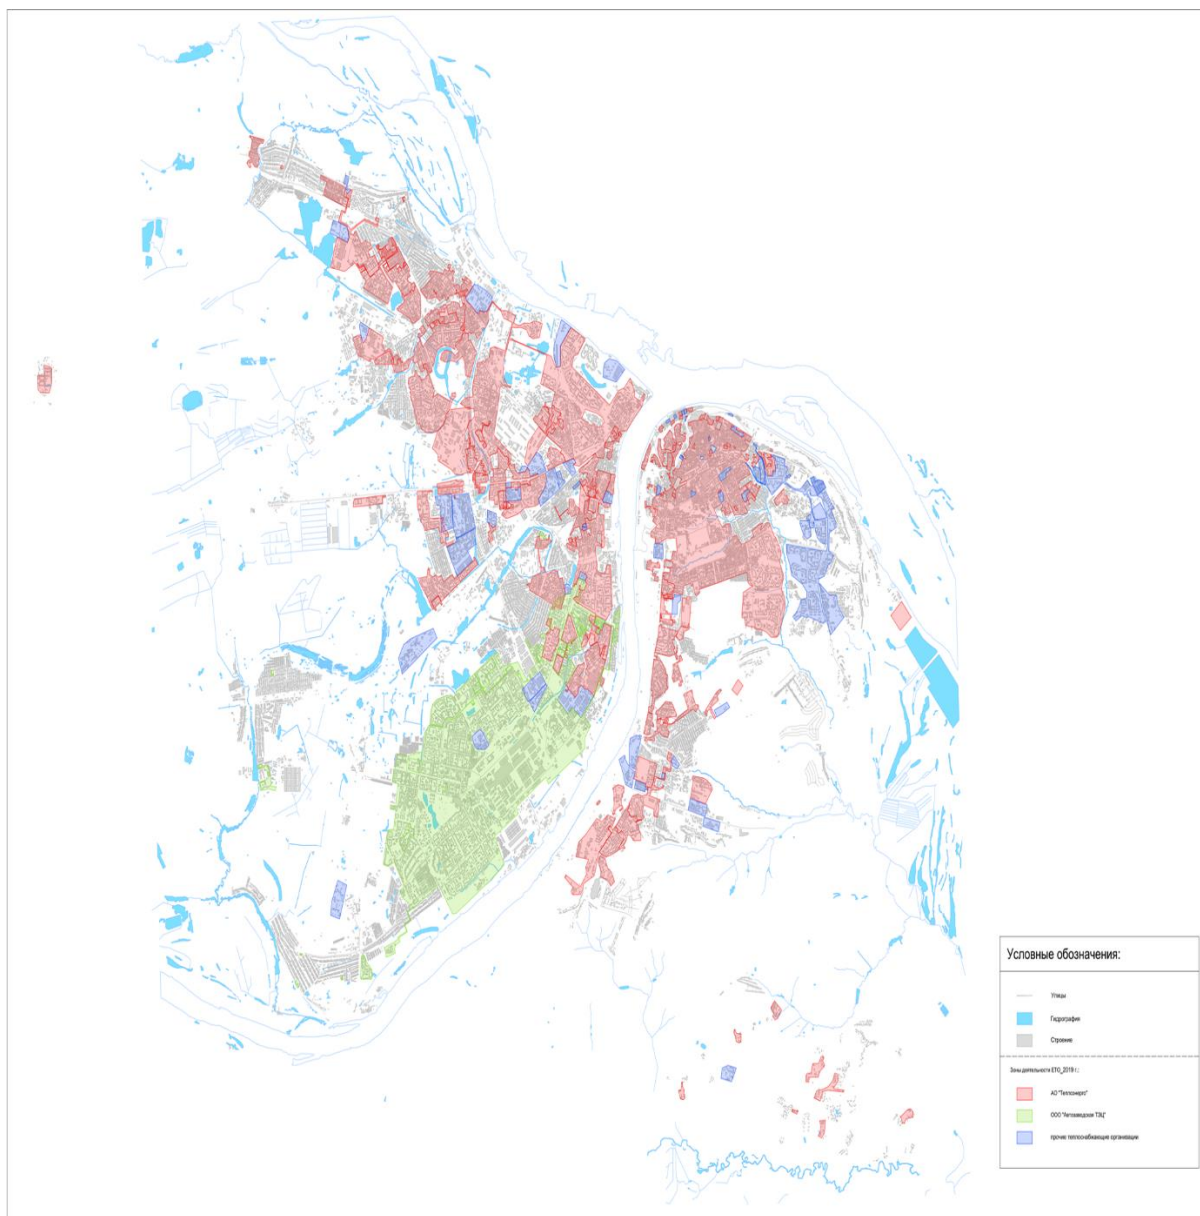 Условные обозначения:
Улицы
Гидрография
Строение
Зоны деятельности ЕТО_2019 г.:
АО "Теплоэнерго"
ООО "Автозаводская ТЭЦ"
прочие теплоснабжающие организации